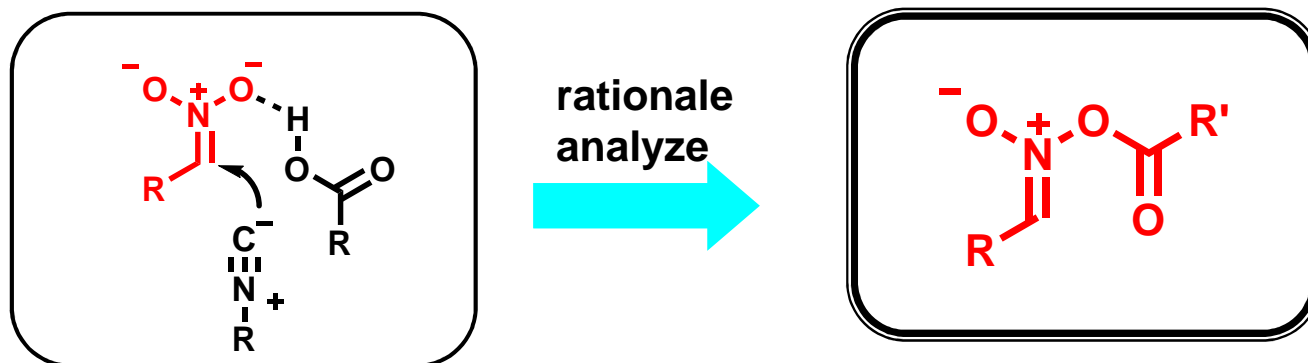 − O N + O −
H
O O
R
R
C −
N +
R
rationale
analyze
− O N + O R'
O
R